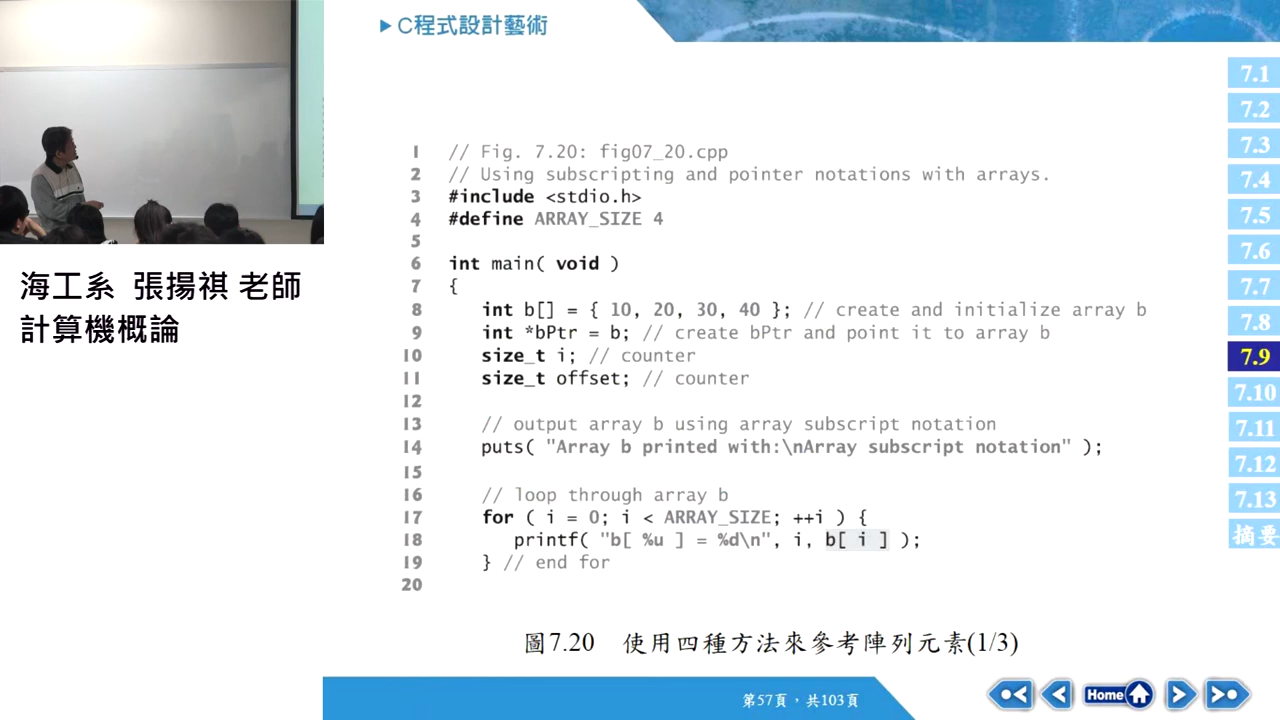 C程式設計藝術
海工系 張揚祺 老師
計算機概論
1 // Fig. 7.20: fig07_20.cpp
2 // Using subscripting and pointer notations with arrays.
3 #include <stdio.h>
4 #define ARRAY_SIZE 4
5
6 int main( void )
7 {
8 int b[] = { 10, 20, 30, 40 }; // create and initialize array b
9 int *bPtr = b; // create bPtr and point it to array b
10 size_t i; // counter
11 size_t offset; // counter
12
13 // output array b using array subscript notation
14 puts( "Array b printed with:\nArray subscript notation" );
15
16 // loop through array b
17 for ( i = 0; i < ARRAY_SIZE; ++i ) {
18 printf( "b[ %u ] = %d\n", i, b[ i ] );
19 } // end for
20
圖7.20 使用四種方法來參考陣列元素(1/3)
7.1
7.2
7.3
7.4
7.5
7.6
7.7
7.8
7.9
7.10
7.11
7.12
7.13
摘要
第57頁，共103頁
Home